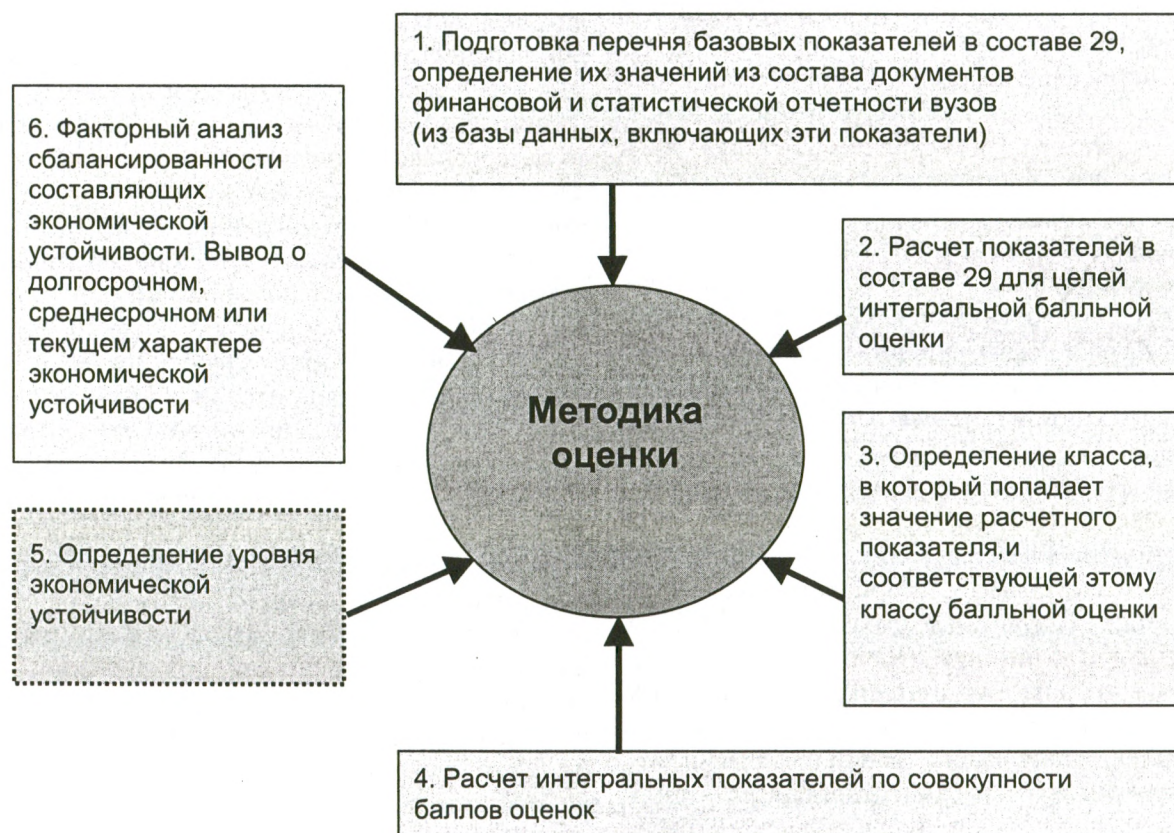 1. Подготовка перечня базовых показателей в составе 29,
определение их значений из состава документов
финансовой и статистической отчетности вузов
(из базы данных, включающих эти показатели)
2. Расчет показателей в
составе 29 для целей
интегральной балльной
оценки
3. Определение класса,
в который попадает
значение расчетного
показателя,и
соответствующей этому
классу балльной оценки
4. Расчет интегральных показателей по совокупности
баллов оценок
5. Определение уровня
экономической
устойчивости
6. Факторный анализ
сбалансированности
составляющих
экономической
устойчивости. Вывод о
долгосрочном,
среднесрочном или
текущем характере
экономической
устойчивости
Методика
оценки